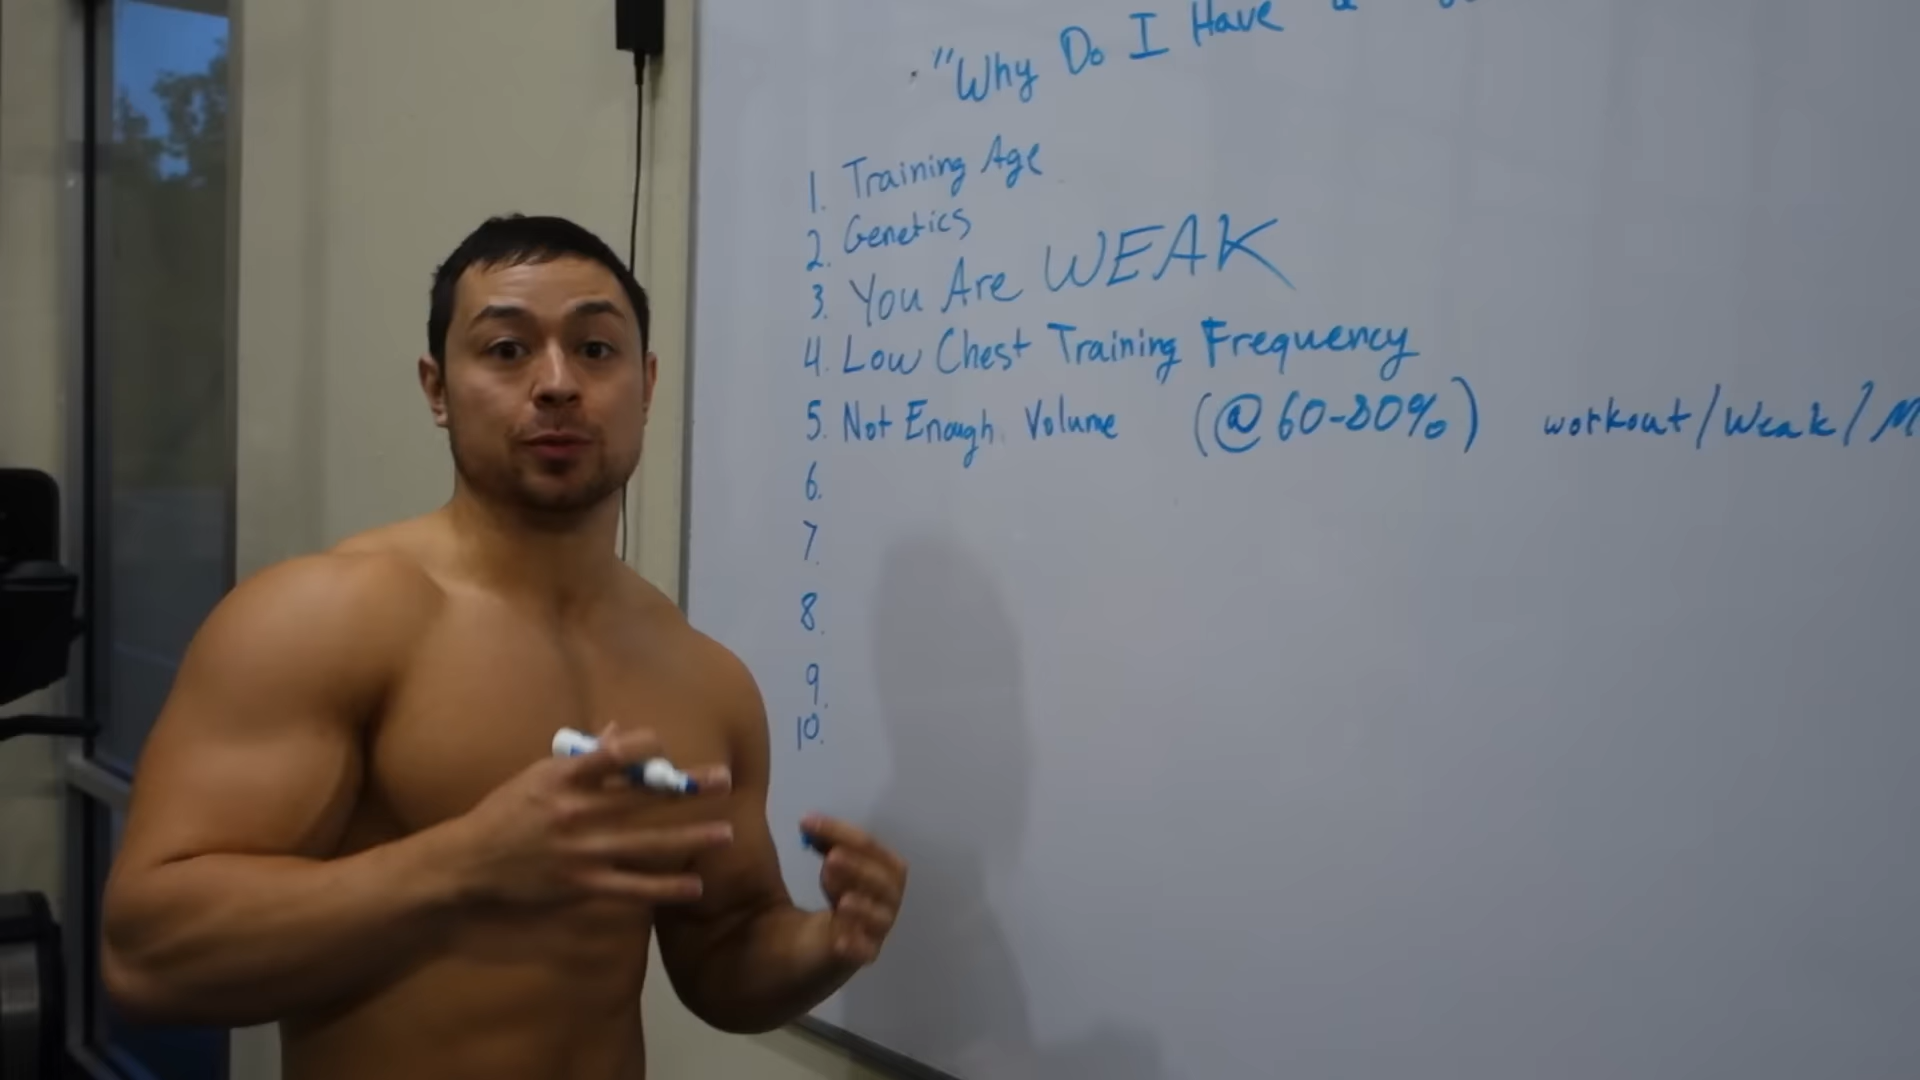 "Why Do I Have a
1. Training Age
2. Genetics
3. You Are WEAK
4. Low Chest Training Frequency
5. Not Enough Volume (@60-80%) workout/Weak/M
6.
7.
8.
9.
10.